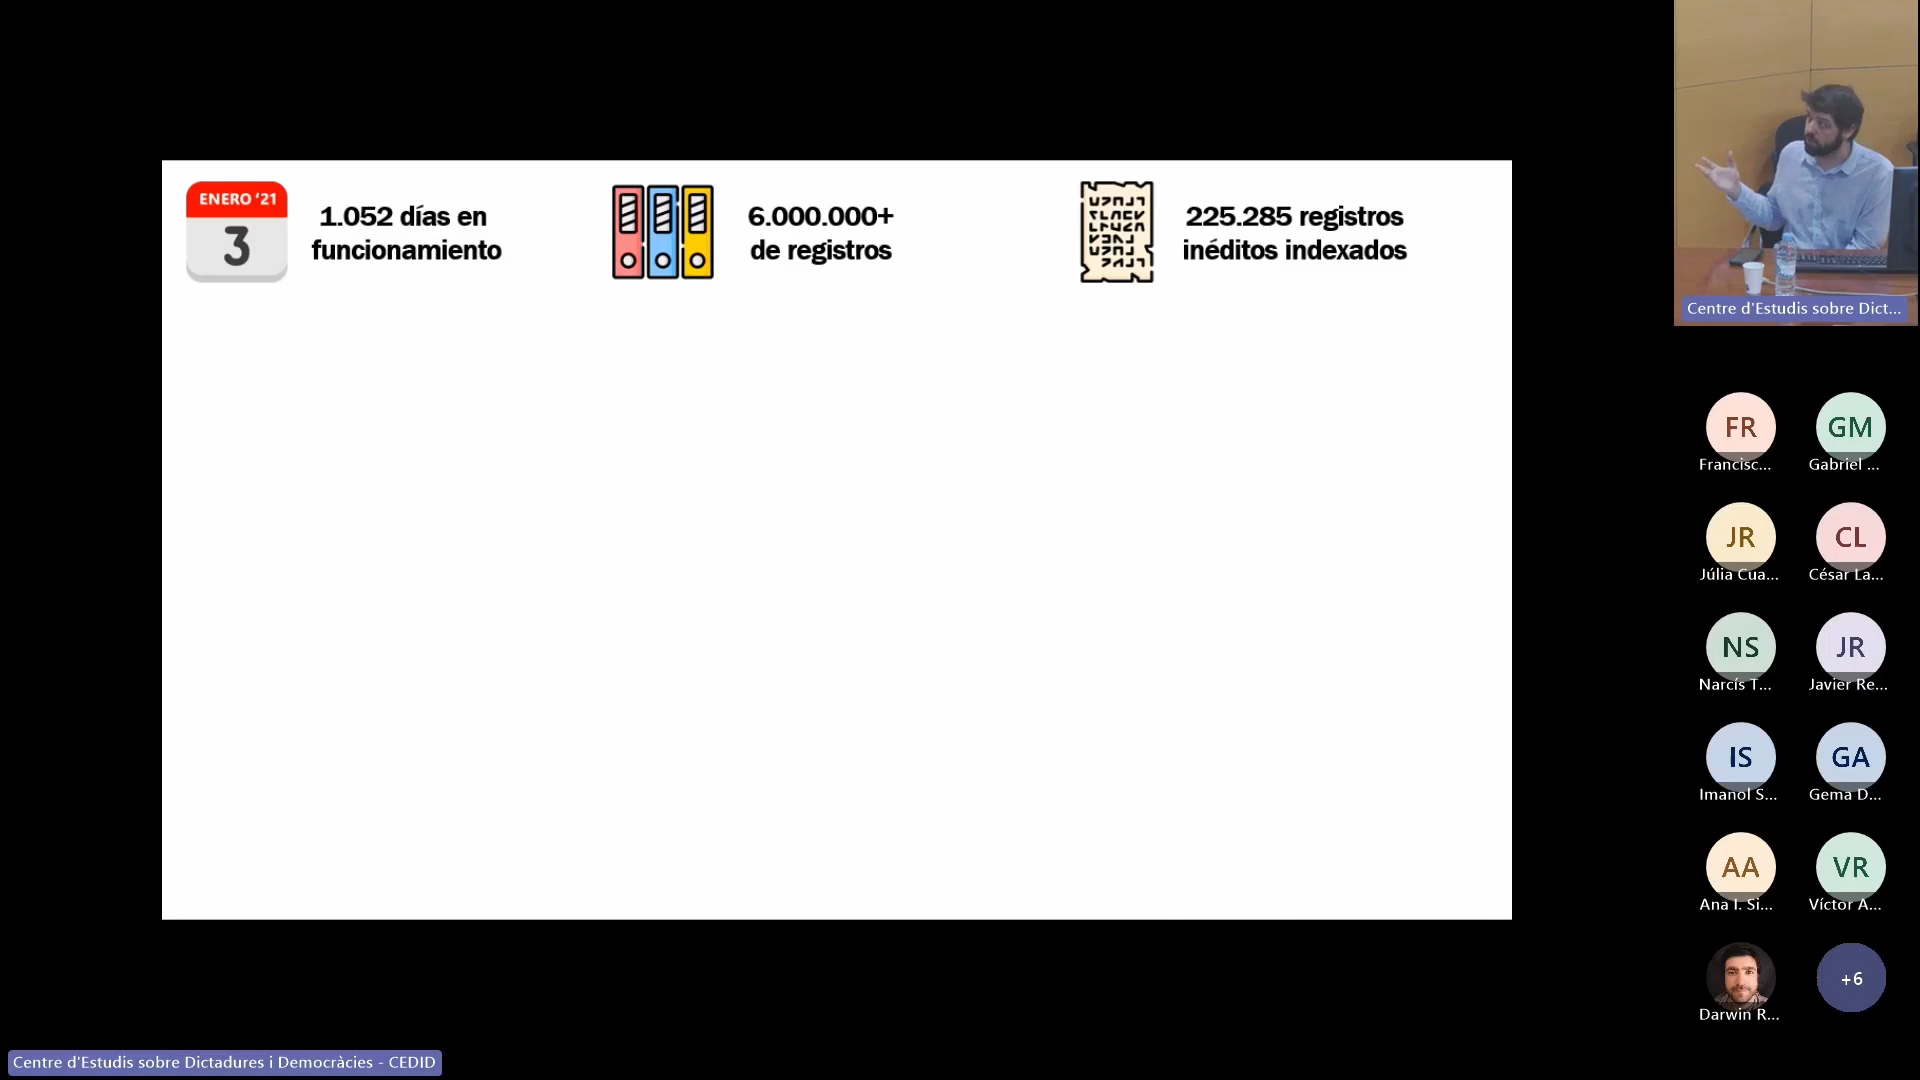 ENERO ‘21
3
1.052 días en
funcionamiento
6.000.000+
de registros
225.285 registros
inéditos indexados
Centre d'Estudis sobre Dict...
FR
Francisc...
GM
Gabriel ...
JR
Júlia Cua...
CL
César La...
NS
Narcís T...
JR
Javier Re...
IS
Imanol S...
GA
Gema D...
AA
Ana I. Si...
VR
Víctor A...
Darwin R...
+6
Centre d'Estudis sobre Dictadures i Democràcies - CEDID